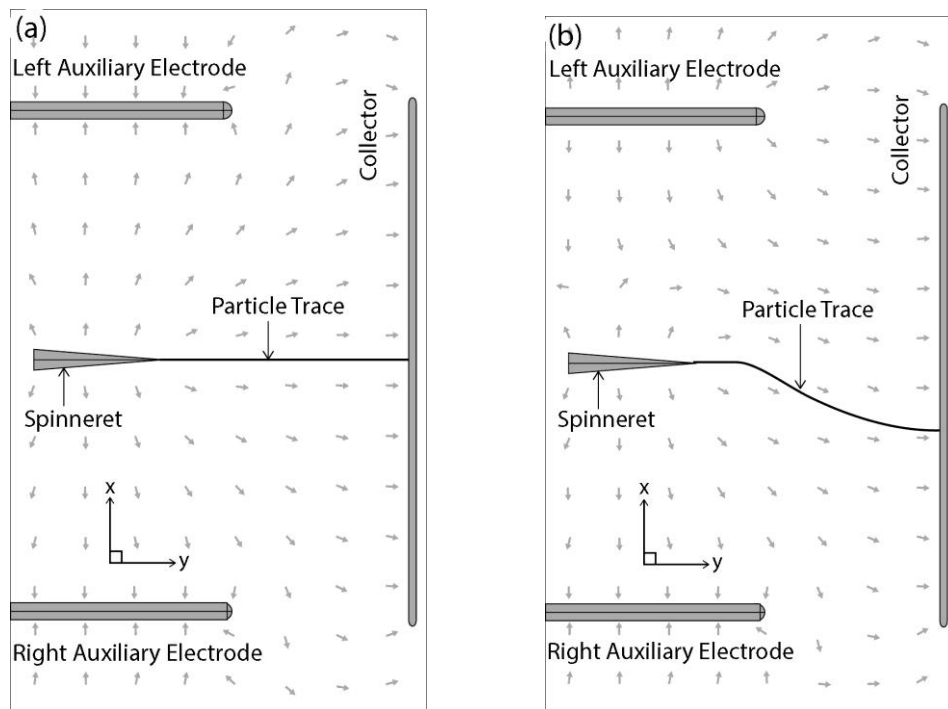 (a)
Left Auxiliary Electrode
Collector
Particle Trace
Spinneret
x
y
Right Auxiliary Electrode
(b)
Left Auxiliary Electrode
Collector
Particle Trace
Spinneret
x
y
Right Auxiliary Electrode